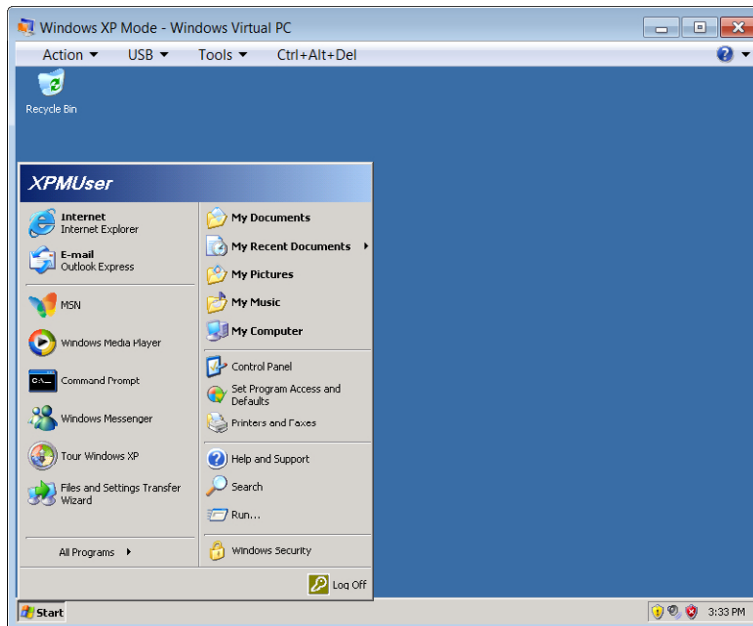 Windows XP Mode - Windows Virtual PC
Action USB Tools Ctrl+Alt+Del
Recycle Bin
XPMUser
Internet
Internet Explorer
E-mail
Outlook Express
MSN
Windows Media Player
Command Prompt
C:\_
Windows Messenger
Tour Windows XP
Files and Settings Transfer
Wizard
All Programs
My Documents
My Recent Documents
My Pictures
My Music
My Computer
Control Panel
Set Program Access and
Defaults
Printers and Faxes
Help and Support
Search
Run...
Windows Security
Log Off
Start
3:33 PM